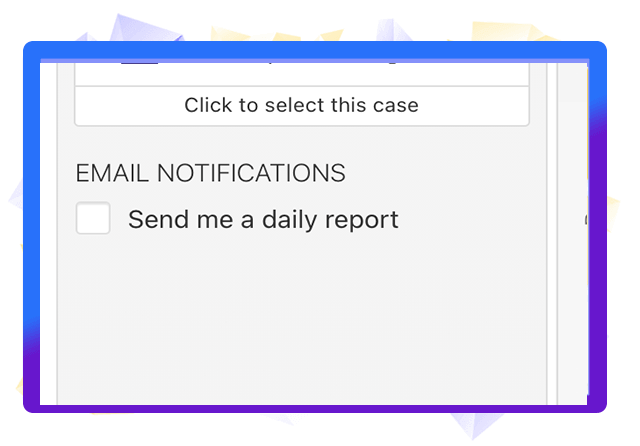 Click to select this case
EMAIL NOTIFICATIONS
Send me a daily report